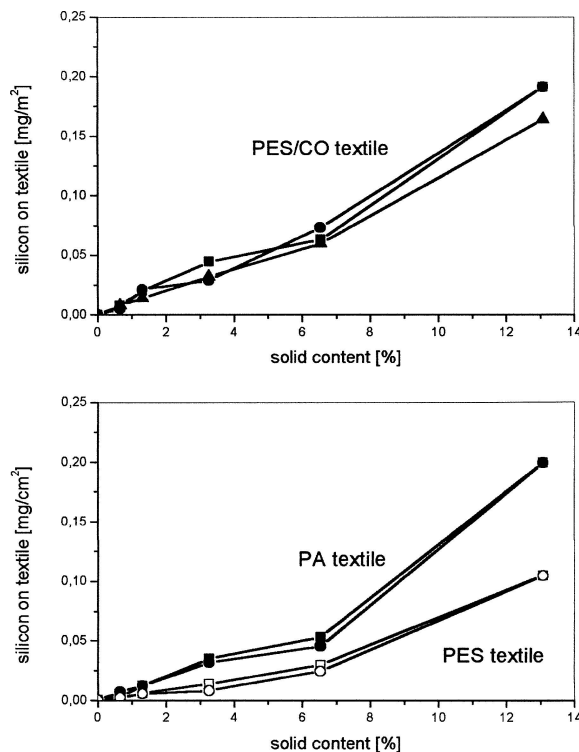 0,25
0,20
0,15
0,10
0,05
0,00
silicon on textile [mg/m²]
PES/CO textile
0 2 4 6 8 10 12 14
solid content [%]
0,25
0,20
0,15
0,10
0,05
0,00
silicon on textile [mg/cm²]
PA textile
PES textile
0 2 4 6 8 10 12 14
solid content [%]